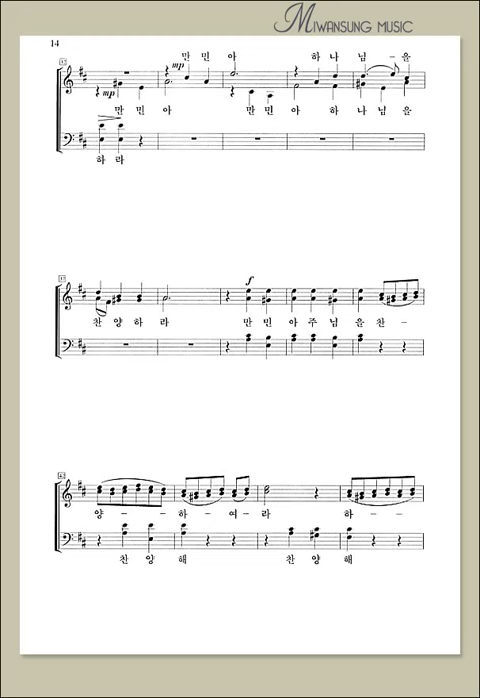 MIWANSUNG MUSIC
14
만민아 하나님-을
mp
mp
만민아 만민아 하나님을
하라
f
찬양하라 만민아주님을찬-
양- - 하-여-라 하-
찬양해 찬양해